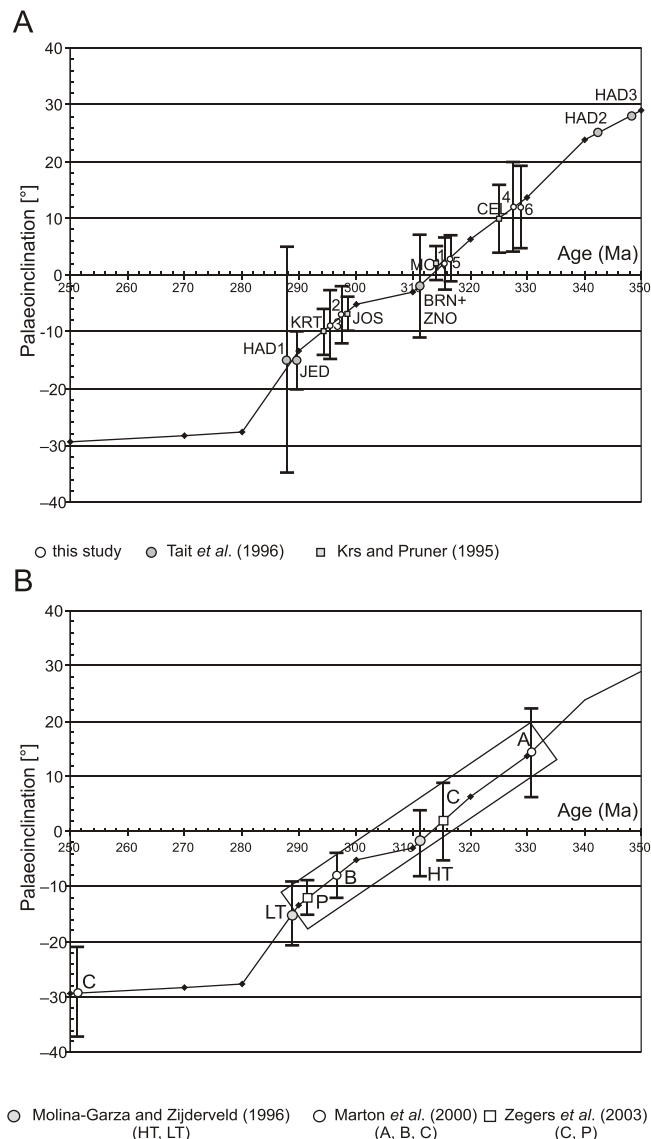 A
40
30
20
10
0
-10
–20
–30
–40
Palaeoinclination [°]
Age (Ma)
250 260 270 280 290 300 310 320 330 340 350
HAD3
HAD2
4
CEL 6
1
MO 5
BRN+
ZNO
2
KRT 3 JOS
HAD1
JED
this study Tait et al. (1996) Krs and Pruner (1995)
B
40
30
20
10
0
–10
–20
–30
–40
Palaeoinclination [°]
Age (Ma)
250 260 270 280 290 300 310 320 330 340 350
A
C
HT
B
P
LT
C
Molina-Garza and Zijderveld (1996) Marton et al. (2000) Zegers et al. (2003)
(HT, LT) (A, B, C) (C, P)